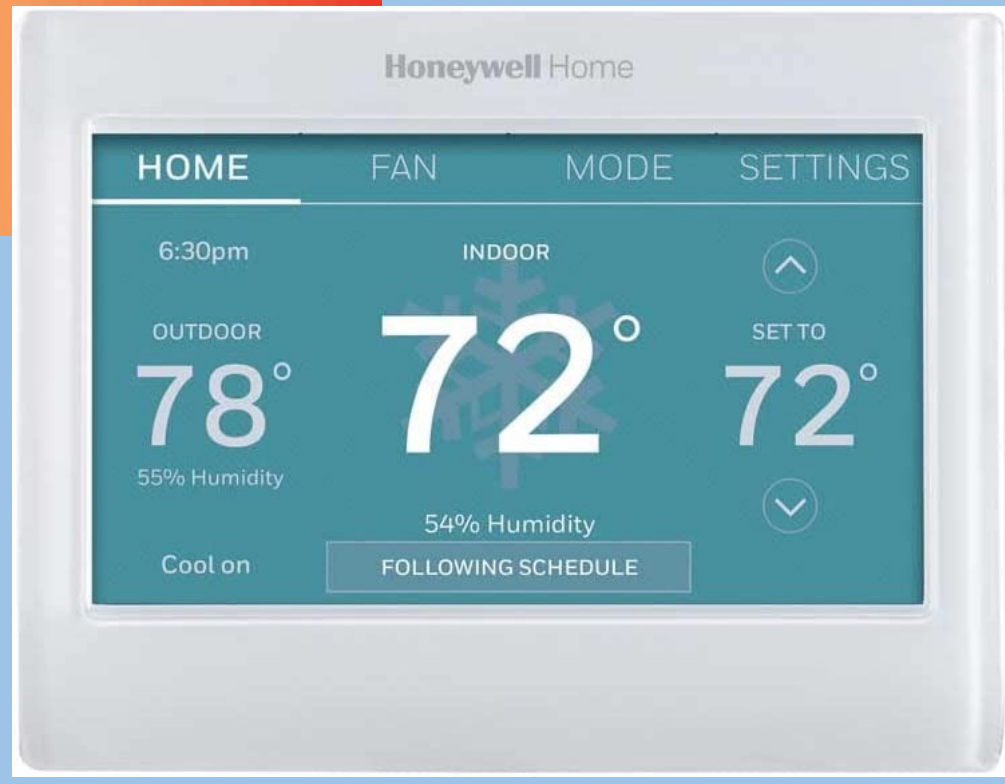 Honeywell Home
HOME FAN MODE SETTINGS
6:30pm
INDOOR
OUTDOOR
78°
55% Humidity
72°
54% Humidity
SET TO
72°
Cool on
FOLLOWING SCHEDULE